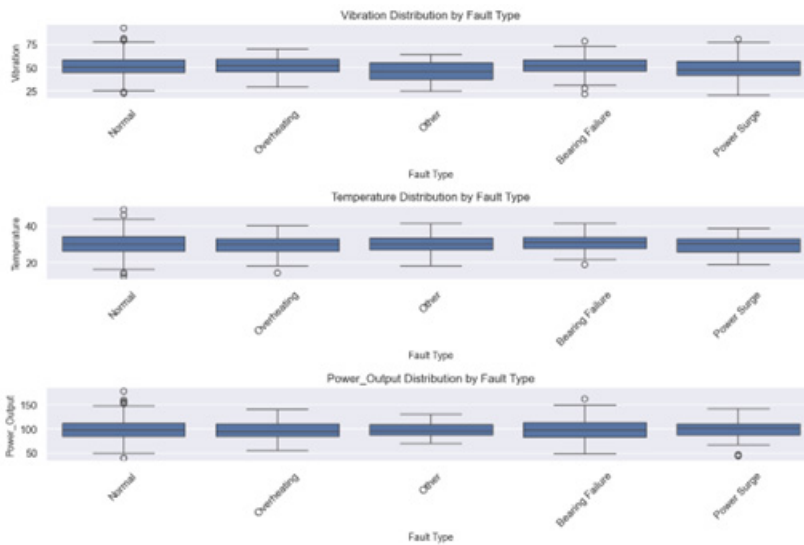 Vibration Distribution by Fault Type
Vibration
75
50
25
Normal
Overheating
Other
Bearing Failure
Power Surge
Fault Type
Temperature Distribution by Fault Type
Temperature
40
20
Normal
Overheating
Other
Bearing Failure
Power Surge
Fault Type
Power_Output Distribution by Fault Type
Power_Output
150
100
50
Normal
Overheating
Other
Bearing Failure
Power Surge
Fault Type